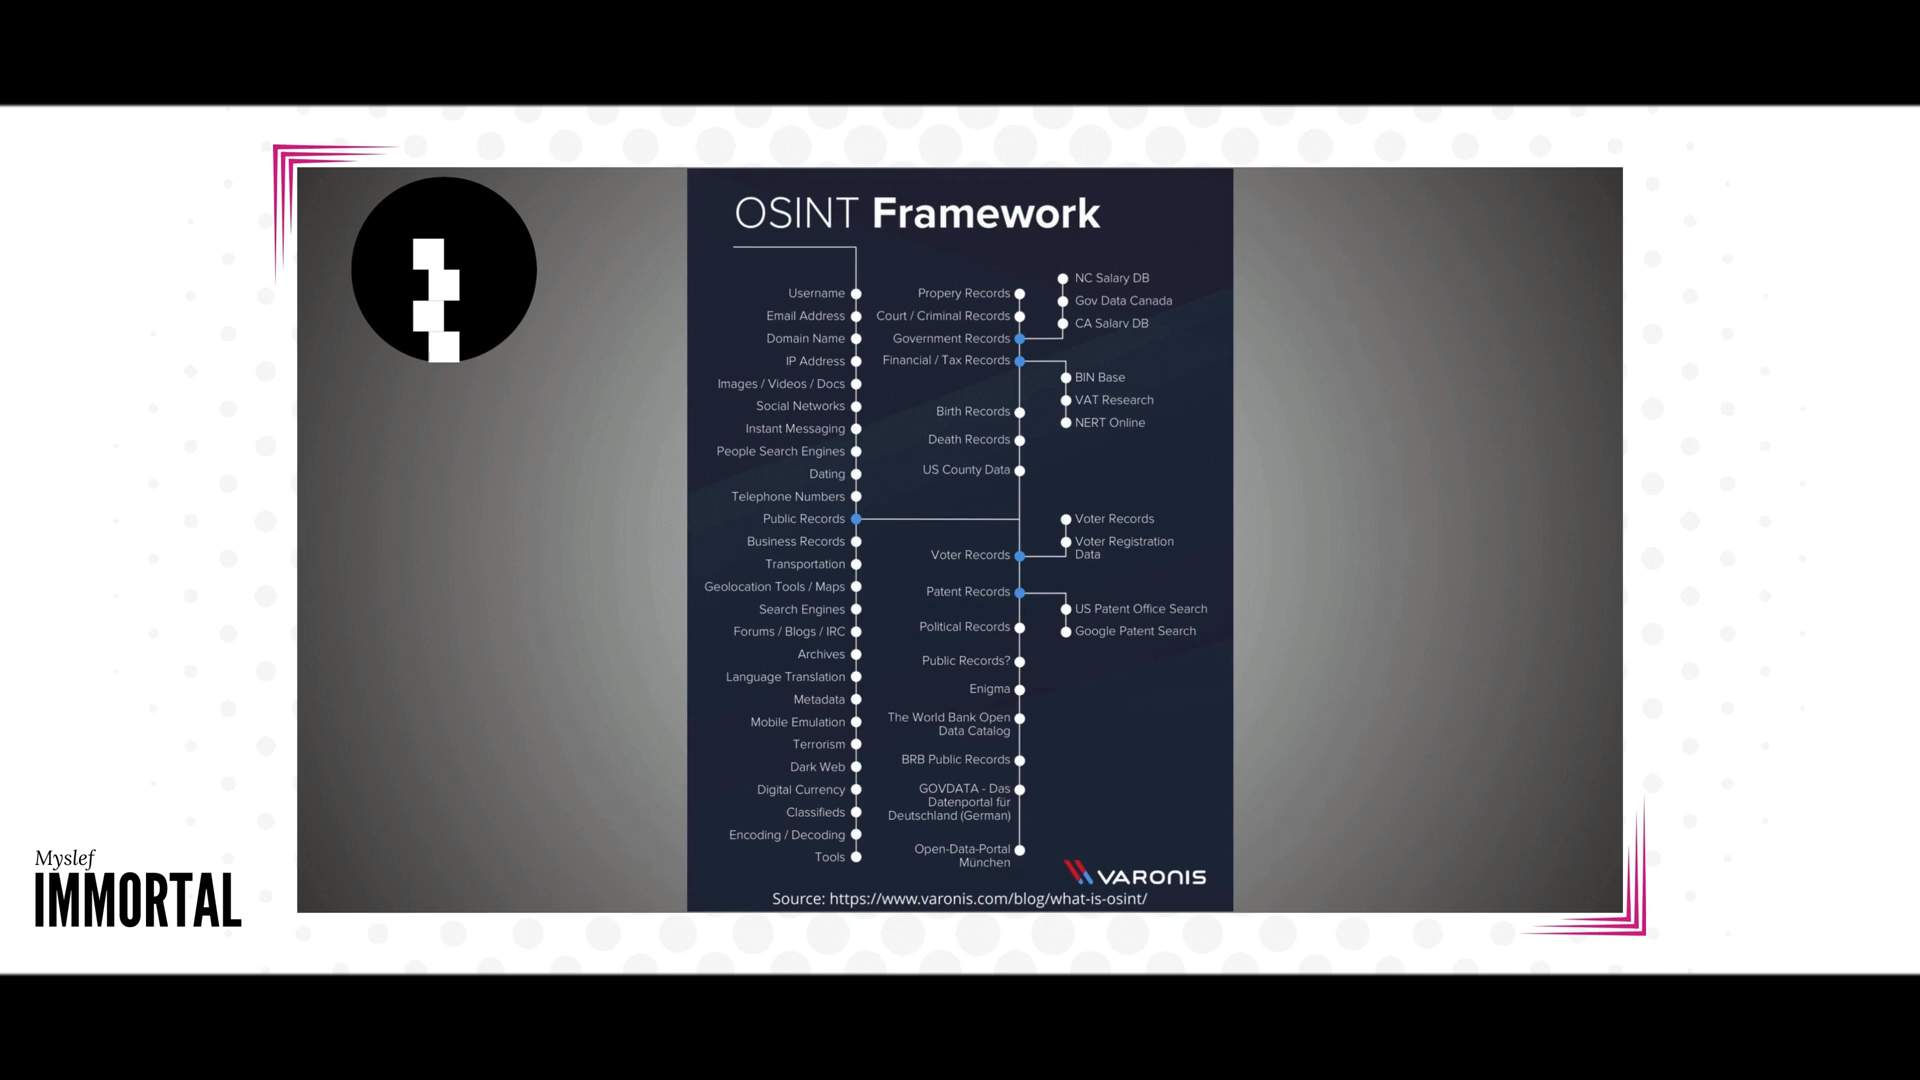 OSINT Framework
Username
Email Address
Domain Name
IP Address
Images / Videos / Docs
Social Networks
Instant Messaging
People Search Engines
Dating
Telephone Numbers
Public Records
Business Records
Transportation
Geolocation Tools / Maps
Search Engines
Forums / Blogs / IRC
Archives
Language Translation
Metadata
Mobile Emulation
Terrorism
Dark Web
Digital Currency
Classifieds
Encoding / Decoding
Tools
Propery Records
Court / Criminal Records
Government Records
Financial / Tax Records
Birth Records
Death Records
US County Data
Voter Records
Patent Records
Political Records
Public Records?
Enigma
The World Bank Open
Data Catalog
BRB Public Records
GOVDATA - Das
Datenportal für
Deutschland (German)
Open-Data-Portal
München
NC Salary DB
Gov Data Canada
CA Salary DB
BIN Base
VAT Research
NERT Online
Voter Records
Voter Registration
Data
US Patent Office Search
Google Patent Search
VARONIS
Source: https://www.varonis.com/blog/what-is-osint/
Myslef
IMMORTAL